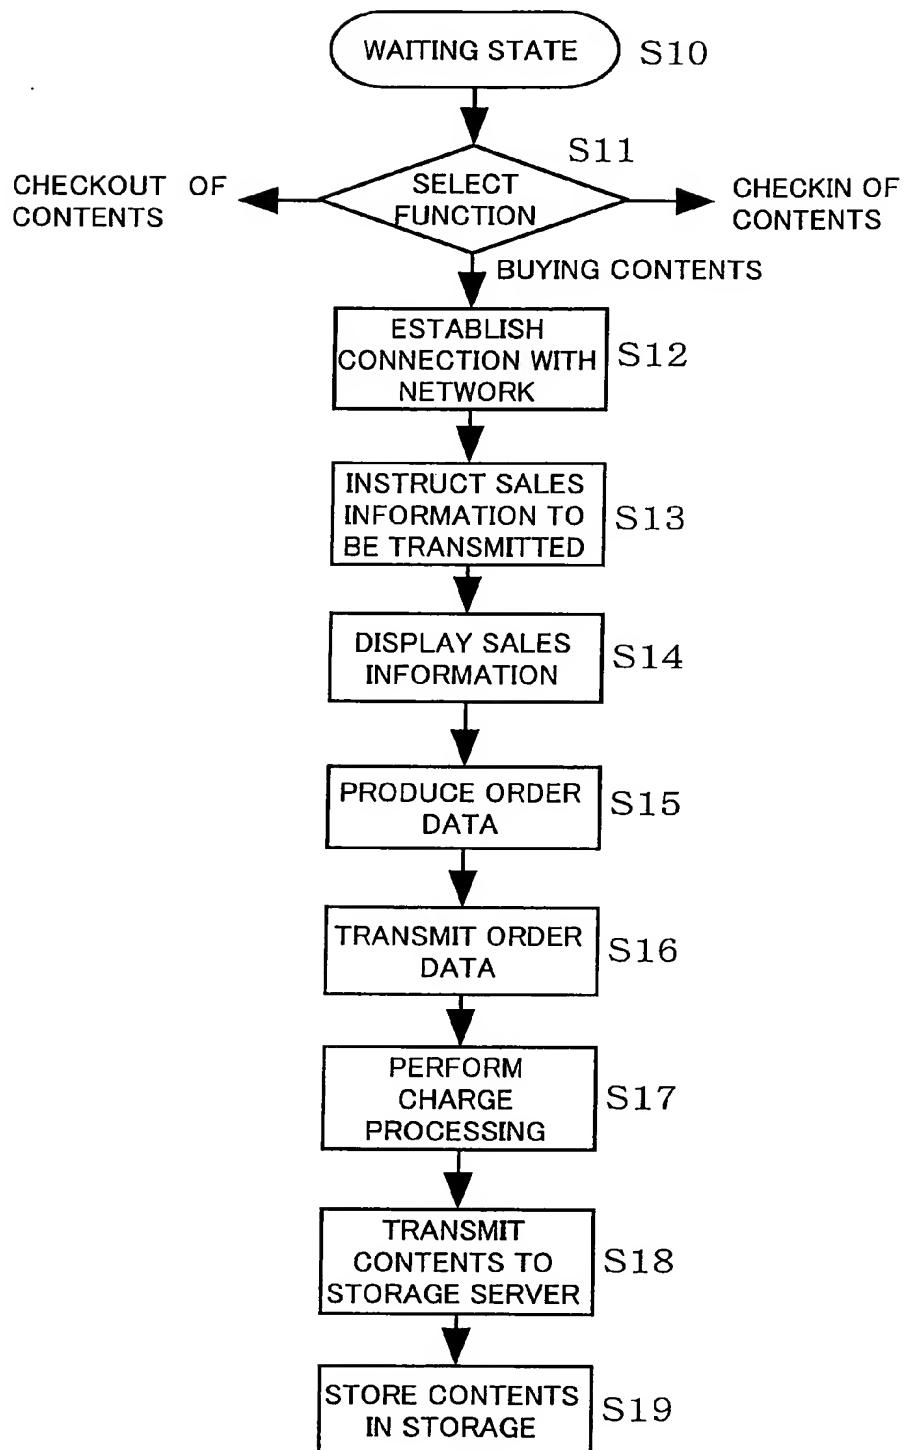 WAITING STATE
S10
S11
SELECT
FUNCTION
CHECKOUT OF
CONTENTS
CHECKIN OF
CONTENTS
BUYING CONTENTS
ESTABLISH
CONNECTION WITH
NETWORK
S12
INSTRUCT SALES
INFORMATION TO
BE TRANSMITTED
S13
DISPLAY SALES
INFORMATION
S14
PRODUCE ORDER
DATA
S15
TRANSMIT ORDER
DATA
S16
PERFORM
CHARGE
PROCESSING
S17
TRANSMIT
CONTENTS TO
STORAGE SERVER
S18
STORE CONTENTS
IN STORAGE
S19